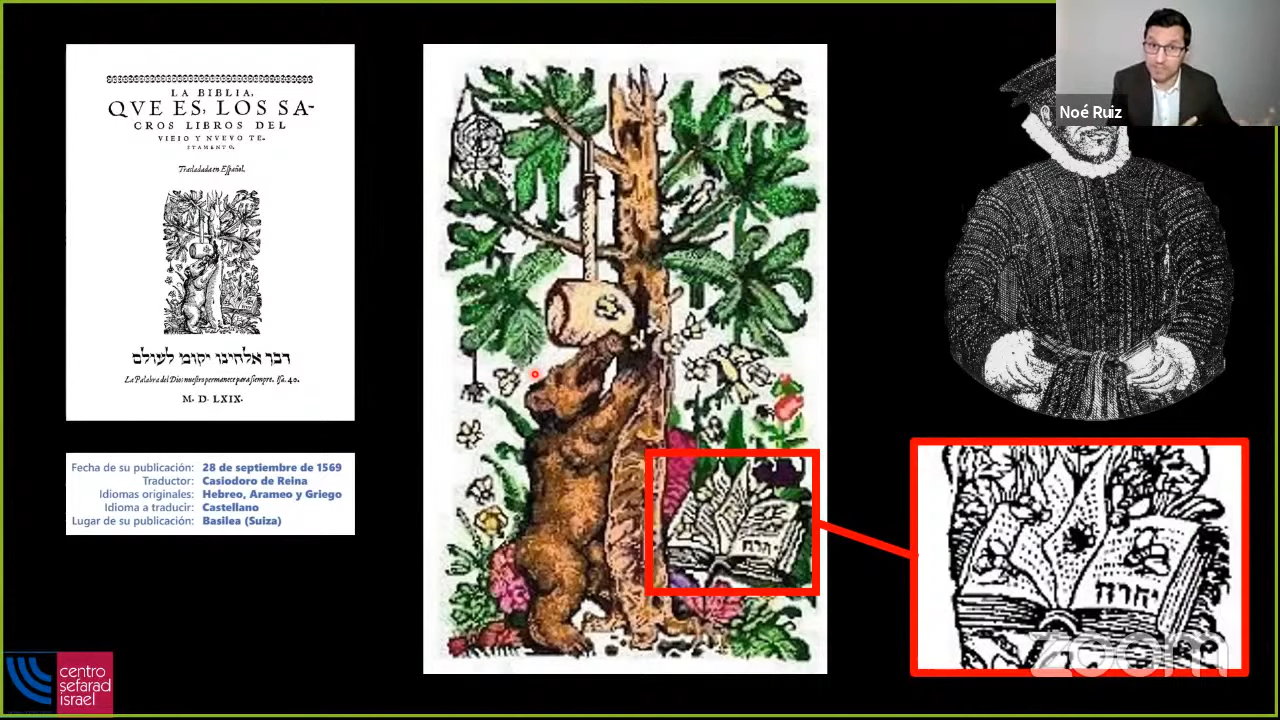 LA BIBLIA,
QVE ES, LOS SA-
CROS LIBROS DEL
VIEIO Y NVEVO TE-
STAMENTO.
Trasladada en Español.
דבר אלהינו יקום לעולם
La Palabra del Dios nuestro permanece para siempre. Isa. 40.
M. D. LXIX.
Fecha de su publicación: 28 de septiembre de 1569
Traductor: Casiodoro de Reina
Idiomas originales: Hebreo, Arameo y Griego
Idioma a traducir: Castellano
Lugar de su publicación: Basilea (Suiza)
centro
sefarad
israel
יהוה
Noé Ruiz
יהוה
zoom